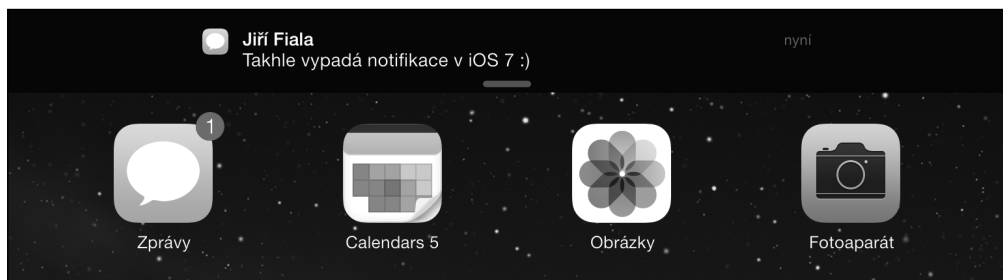 Jiří Fiala
nyní
Takhle vypadá notifikace v iOS 7 :)
1
Zprávy
Calendars 5
Obrázky
Fotoaparát